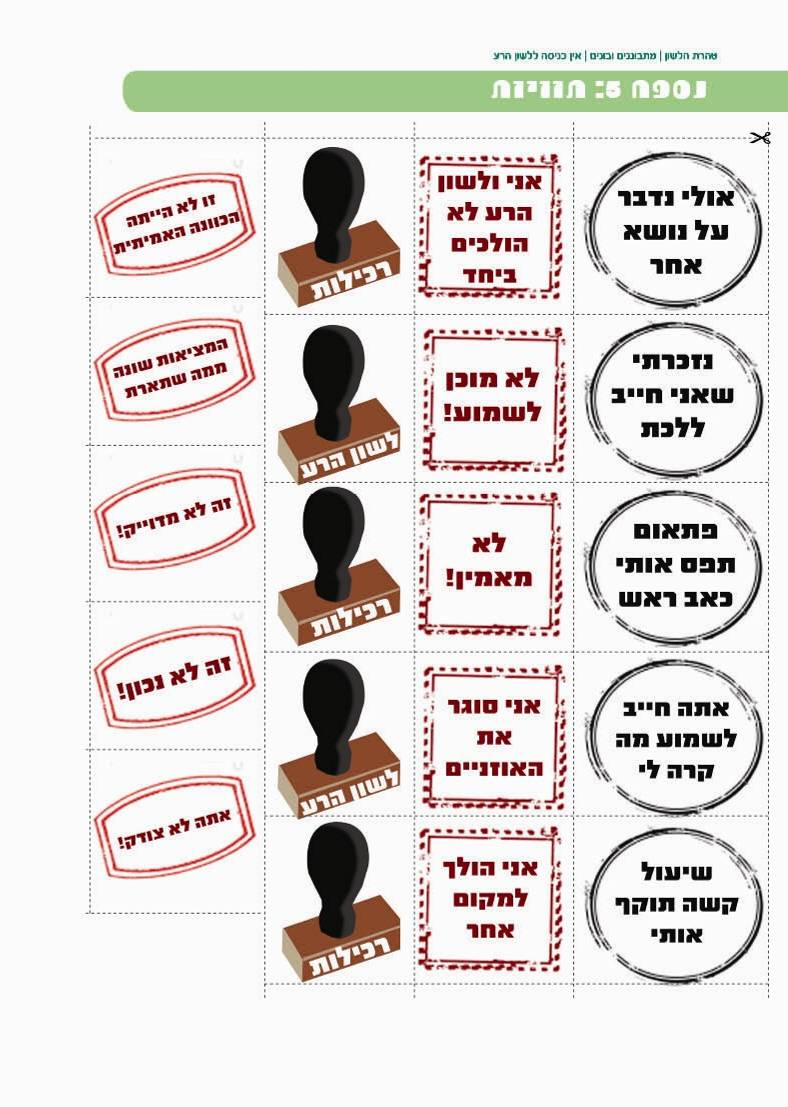 טהרת הלשון | מתבוננים ובונים | אין כניסה ללשון הרע
נספח 5: תוויות
אולי נדבר
על נושא
אחר
אני ולשון
הרע לא
הולכים
ביחד
רכילות
זו לא הייתה
הכוונה האמיתית
נזכרתי
שאני חייב
ללכת
לא מוכן
לשמוע!
לשון הרע
המציאות שונה
ממה שתארת
פתאום
תפס אותי
כאב ראש
לא
מאמין!
רכילות
זה לא מדוייק!
אתה חייב
לשמוע מה
קרה לי
אני סוגר
את
האוזניים
לשון הרע
זה לא נכון!
שיעול
קשה תוקף
אותי
אני הולך
למקום
אחר
רכילות
אתה לא צודק!